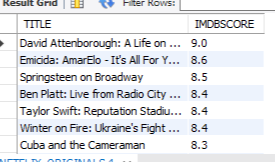 Result Grid Filter Rows:
TITLE IMDBSCORE
David Attenborough: A Life on ... 9.0
Emicida: AmarElo - It's All For Y... 8.6
Springsteen on Broadway 8.5
Ben Platt: Live from Radio City ... 8.4
Taylor Swift: Reputation Stadiu... 8.4
Winter on Fire: Ukraine's Fight ... 8.4
Cuba and the Cameraman 8.3